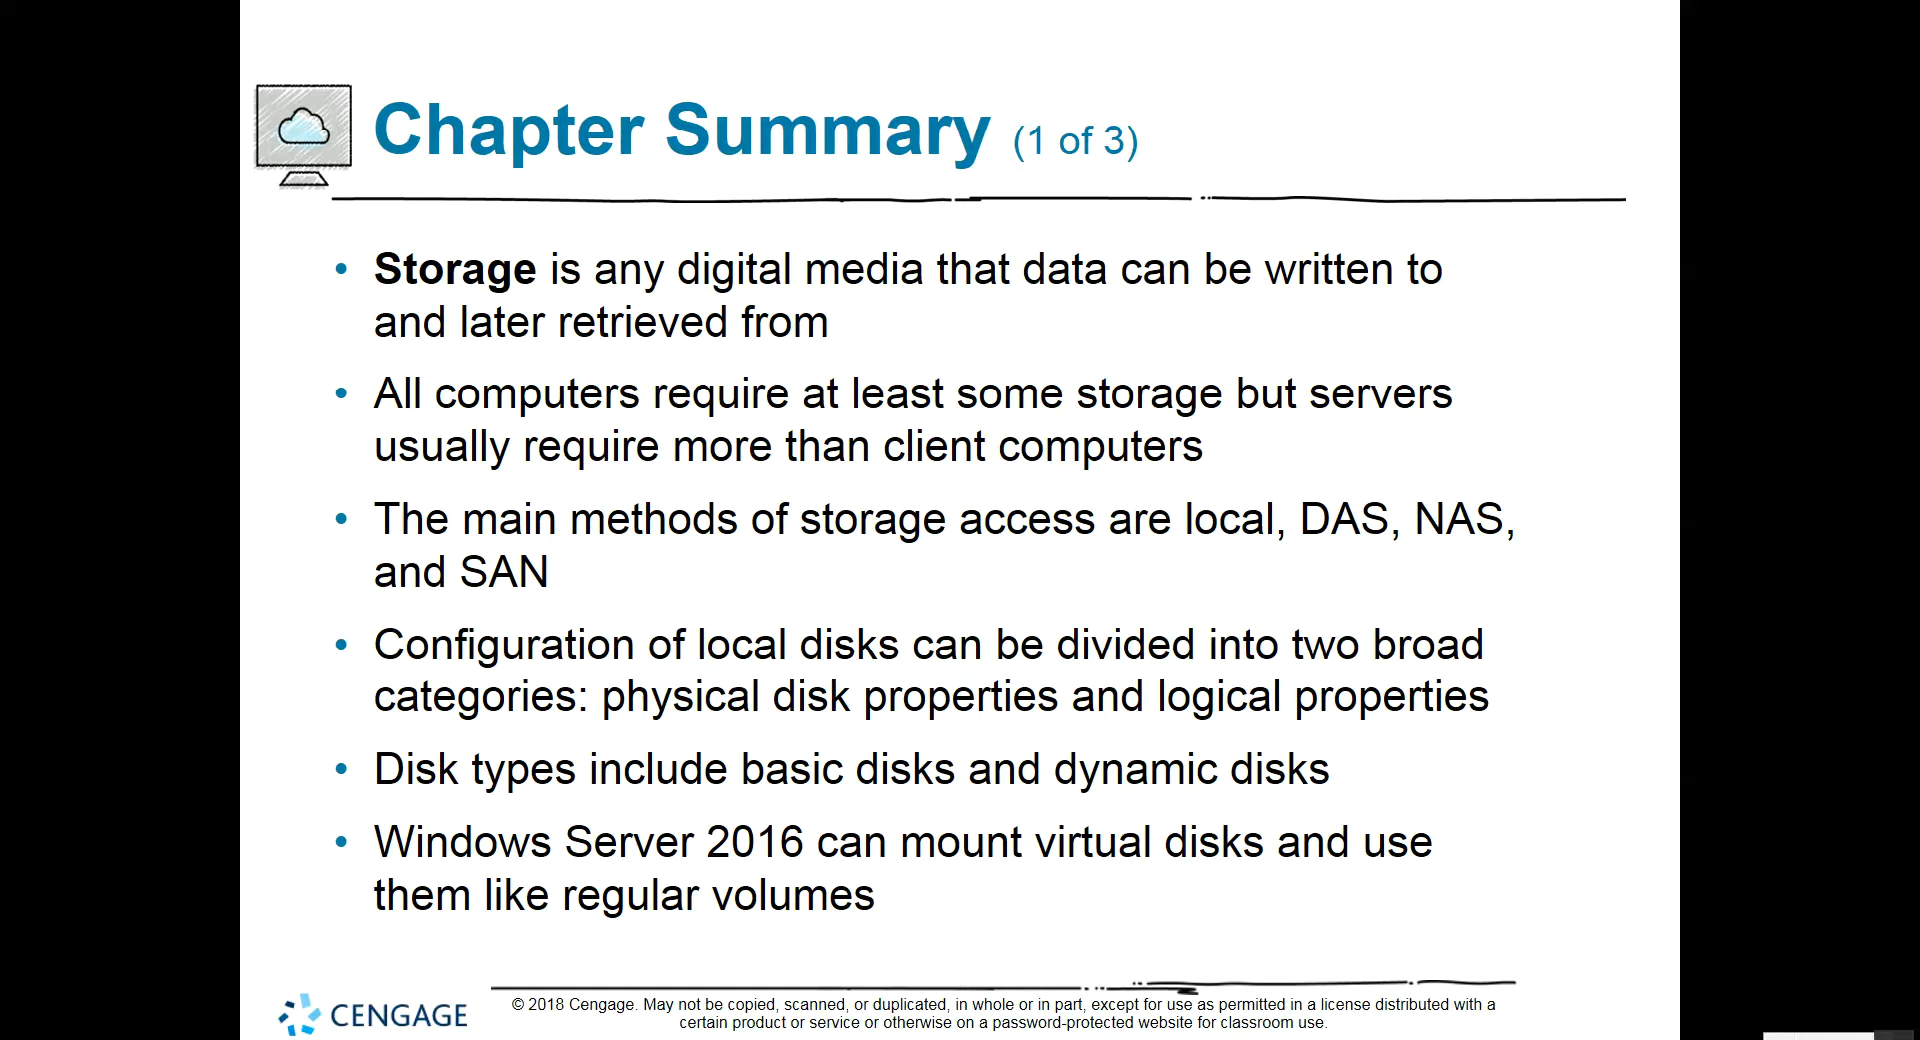 Chapter Summary (1 of 3)
• Storage is any digital media that data can be written to
and later retrieved from
• All computers require at least some storage but servers
usually require more than client computers
• The main methods of storage access are local, DAS, NAS,
and SAN
• Configuration of local disks can be divided into two broad
categories: physical disk properties and logical properties
• Disk types include basic disks and dynamic disks
• Windows Server 2016 can mount virtual disks and use
them like regular volumes
CENGAGE
© 2018 Cengage. May not be copied, scanned, or duplicated, in whole or in part, except for use as permitted in a license distributed with a
certain product or service or otherwise on a password-protected website for classroom use.